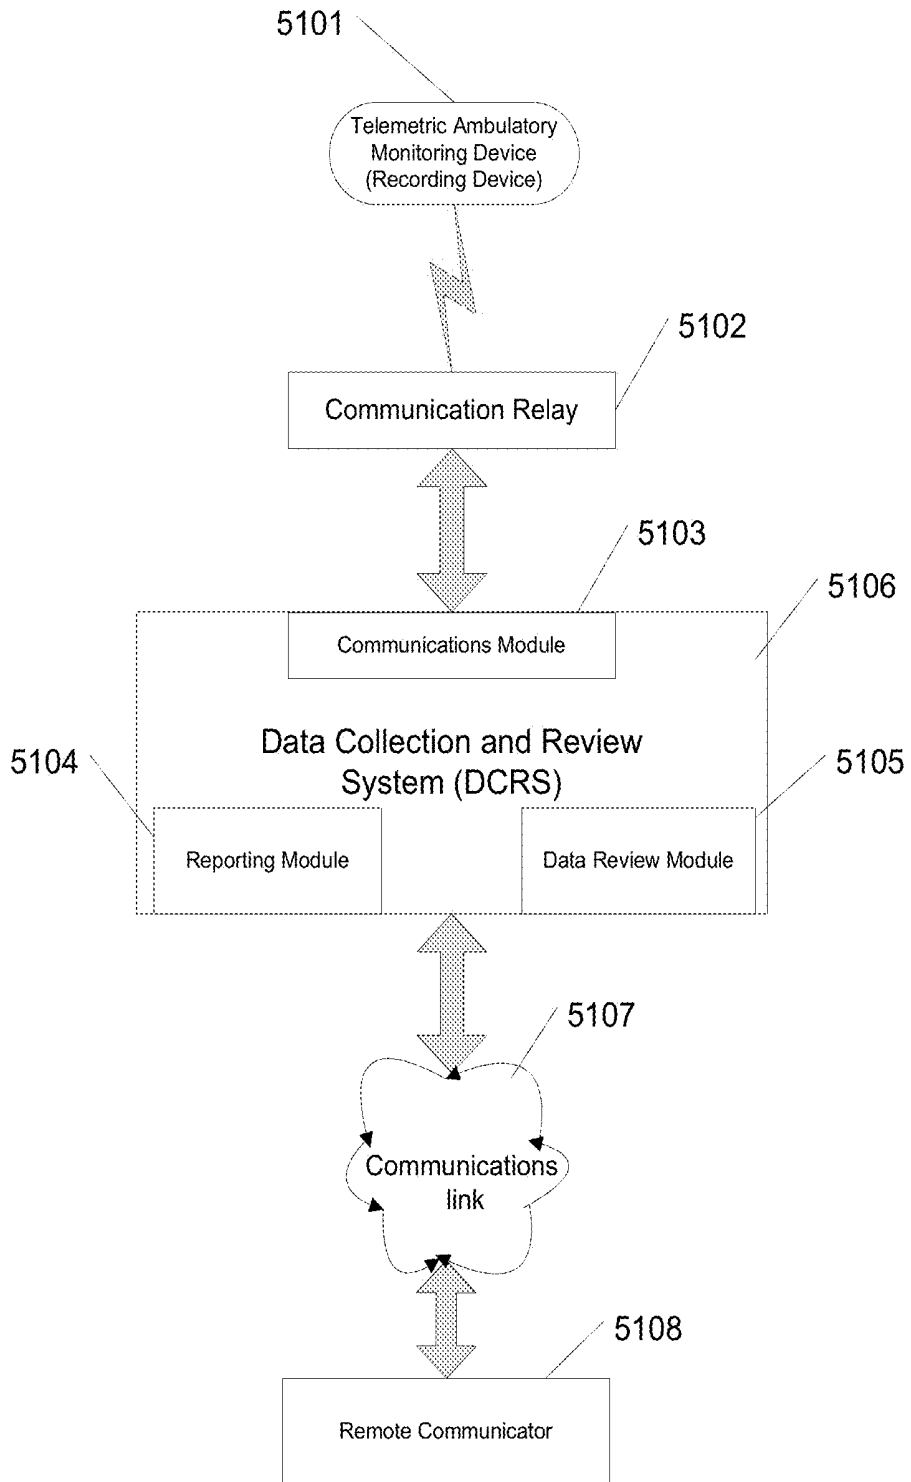 5101
Telemetric Ambulatory
Monitoring Device
(Recording Device)
5102
Communication Relay
5103
5106
Communications Module
Data Collection and Review
System (DCRS)
5104
5105
Reporting Module
Data Review Module
5107
Communications
link
5108
Remote Communicator